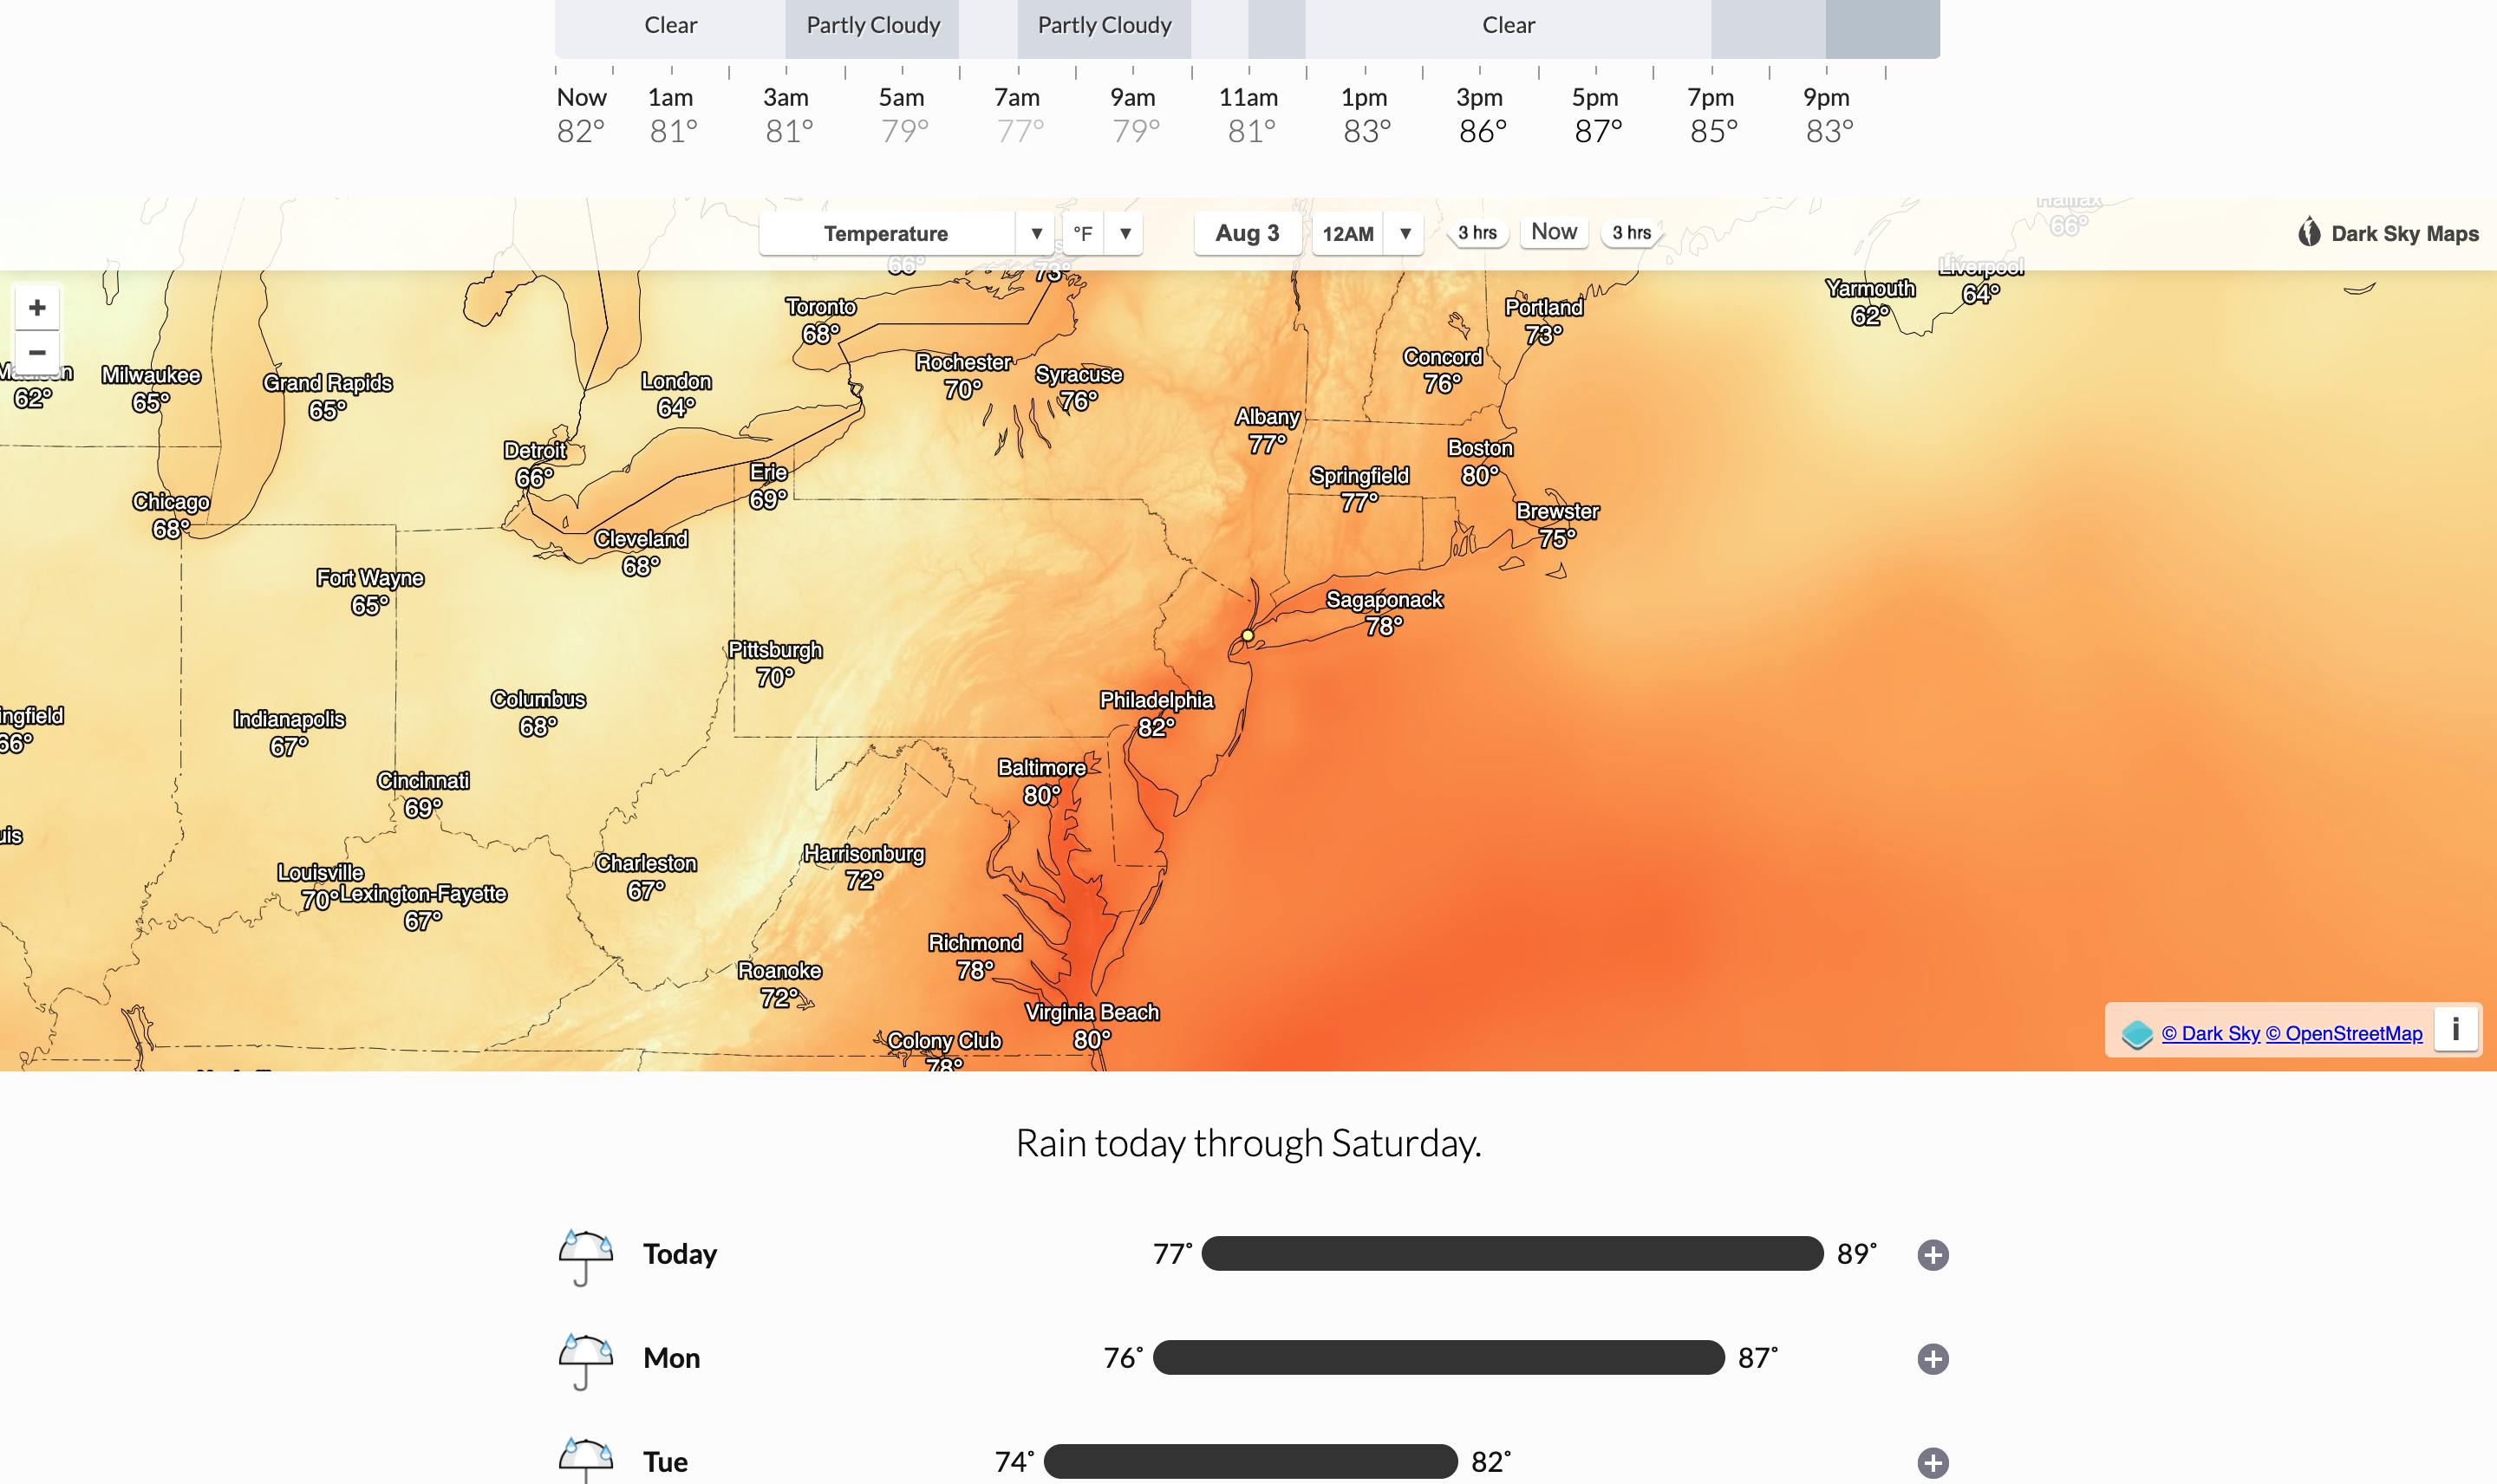 Clear Partly Cloudy Partly Cloudy Clear
Now 1am 3am 5am 7am 9am 11am 1pm 3pm 5pm 7pm 9pm
82° 81° 81° 79° 77° 79° 81° 83° 86° 87° 85° 83°
Halifax
66°
Temperature ▼ °F ▼ Aug 3 12AM ▼ 3 hrs Now 3 hrs
Dark Sky Maps
66°
73°
Liverpool
64°
Yarmouth
62°
+
−
Toronto
68°
Portland
73°
Rochester
70°
Syracuse
76°
Concord
76°
62°
Milwaukee
65°
Grand Rapids
65°
London
64°
Albany
77°
Detroit
66°
Erie
69°
Boston
80°
Springfield
77°
Chicago
68°
Brewster
75°
Cleveland
68°
Fort Wayne
65°
Sagaponack
78°
Pittsburgh
70°
Columbus
68°
Philadelphia
82°
ingfield
66°
Indianapolis
67°
Baltimore
80°
Cincinnati
69°
uis
Louisville
70°
Lexington-Fayette
67°
Charleston
67°
Harrisonburg
72°
Richmond
78°
Roanoke
72°
Virginia Beach
80°
Colony Club
78°
© Dark Sky © OpenStreetMap i
Rain today through Saturday.
Today 77° 89° +
Mon 76° 87° +
Tue 74° 82° +